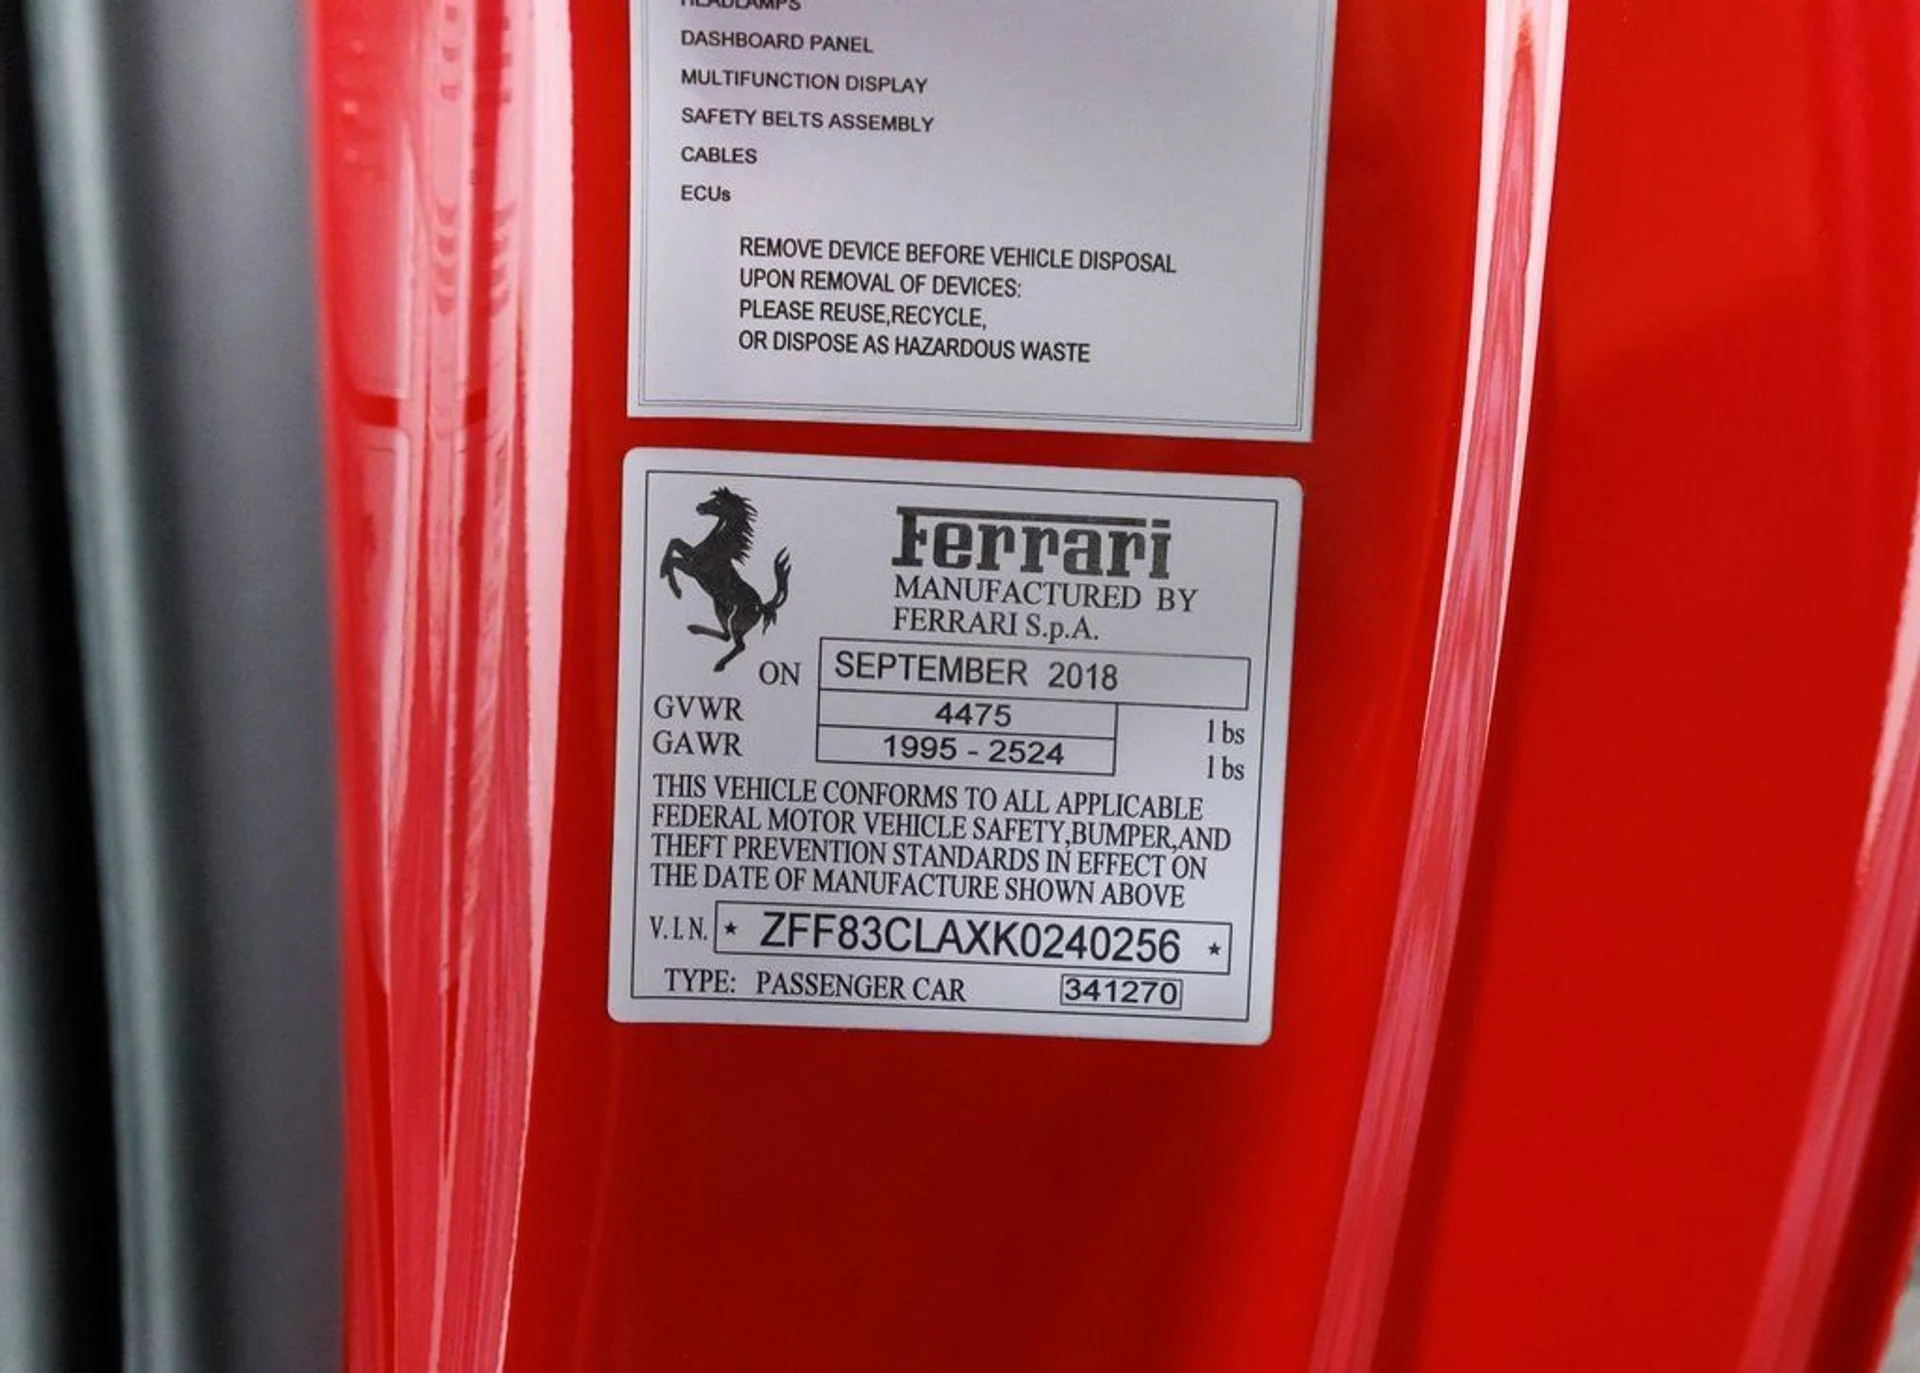 HEADLAMPS
DASHBOARD PANEL
MULTIFUNCTION DISPLAY
SAFETY BELTS ASSEMBLY
CABLES
ECUs
REMOVE DEVICE BEFORE VEHICLE DISPOSAL
UPON REMOVAL OF DEVICES:
PLEASE REUSE,RECYCLE,
OR DISPOSE AS HAZARDOUS WASTE
Ferrari
MANUFACTURED BY
FERRARI S.p.A.
ON SEPTEMBER 2018
GVWR 4475 lbs
GAWR 1995 - 2524 lbs
THIS VEHICLE CONFORMS TO ALL APPLICABLE
FEDERAL MOTOR VEHICLE SAFETY,BUMPER,AND
THEFT PREVENTION STANDARDS IN EFFECT ON
THE DATE OF MANUFACTURE SHOWN ABOVE
V.I.N. * ZFF83CLAXK0240256 *
TYPE: PASSENGER CAR 341270